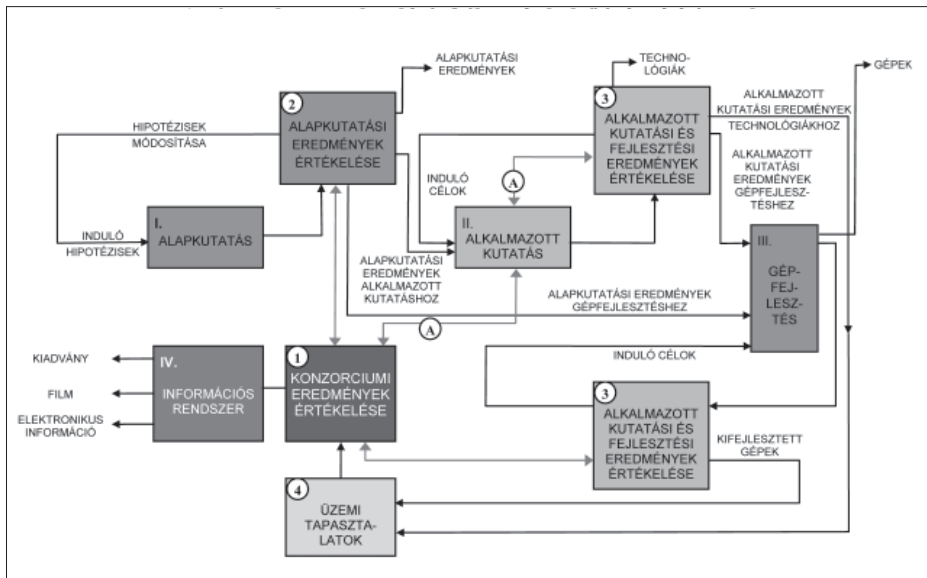 ALAPKUTATÁSI
EREDMÉNYEK
TECHNO-
LÓGIÁK
GÉPEK
2
ALAPKUTATÁSI
EREDMÉNYEK
ÉRTÉKELÉSE
3
ALKALMAZOTT
KUTATÁSI ÉS
FEJLESZTÉSI
EREDMÉNYEK
ÉRTÉKELÉSE
ALKALMAZOTT
KUTATÁSI EREDMÉNYEK
TECHNOLÓGIÁKHOZ
HIPOTÉZISEK
MÓDOSÍTÁSA
ALKALMAZOTT
KUTATÁSI
EREDMÉNYEK
GÉPFEJLESZ-
TÉSHEZ
INDULÓ
CÉLOK
A
I.
ALAPKUTATÁS
INDULÓ
HIPOTÉZISEK
II.
ALKALMAZOTT
KUTATÁS
III.
GÉP-
FEJ-
LESZ-
TÉS
ALAPKUTATÁSI
EREDMÉNYEK
ALKALMAZOTT
KUTATÁSHOZ
ALAPKUTATÁSI EREDMÉNYEK
GÉPFEJLESZTÉSHEZ
A
INDULÓ CÉLOK
KIADVÁNY
FILM
ELEKTRONIKUS
INFORMÁCIÓ
IV.
INFORMÁCIÓS
RENDSZER
1
KONZORCIUMI
EREDMÉNYEK
ÉRTÉKELÉSE
3
ALKALMAZOTT
KUTATÁSI ÉS
FEJLESZTÉSI
EREDMÉNYEK
ÉRTÉKELÉSE
KIFEJLESZTETT
GÉPEK
4
ÜZEMI
TAPASZTA-
LATOK